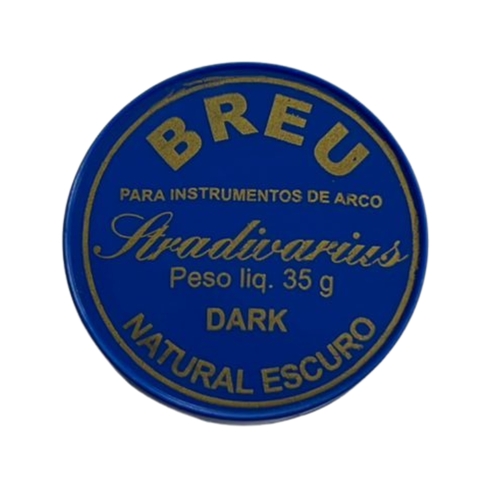 BREU
PARA INSTRUMENTOS DE ARCO
Stradivarius
Peso liq. 35 g
DARK
NATURAL ESCURO